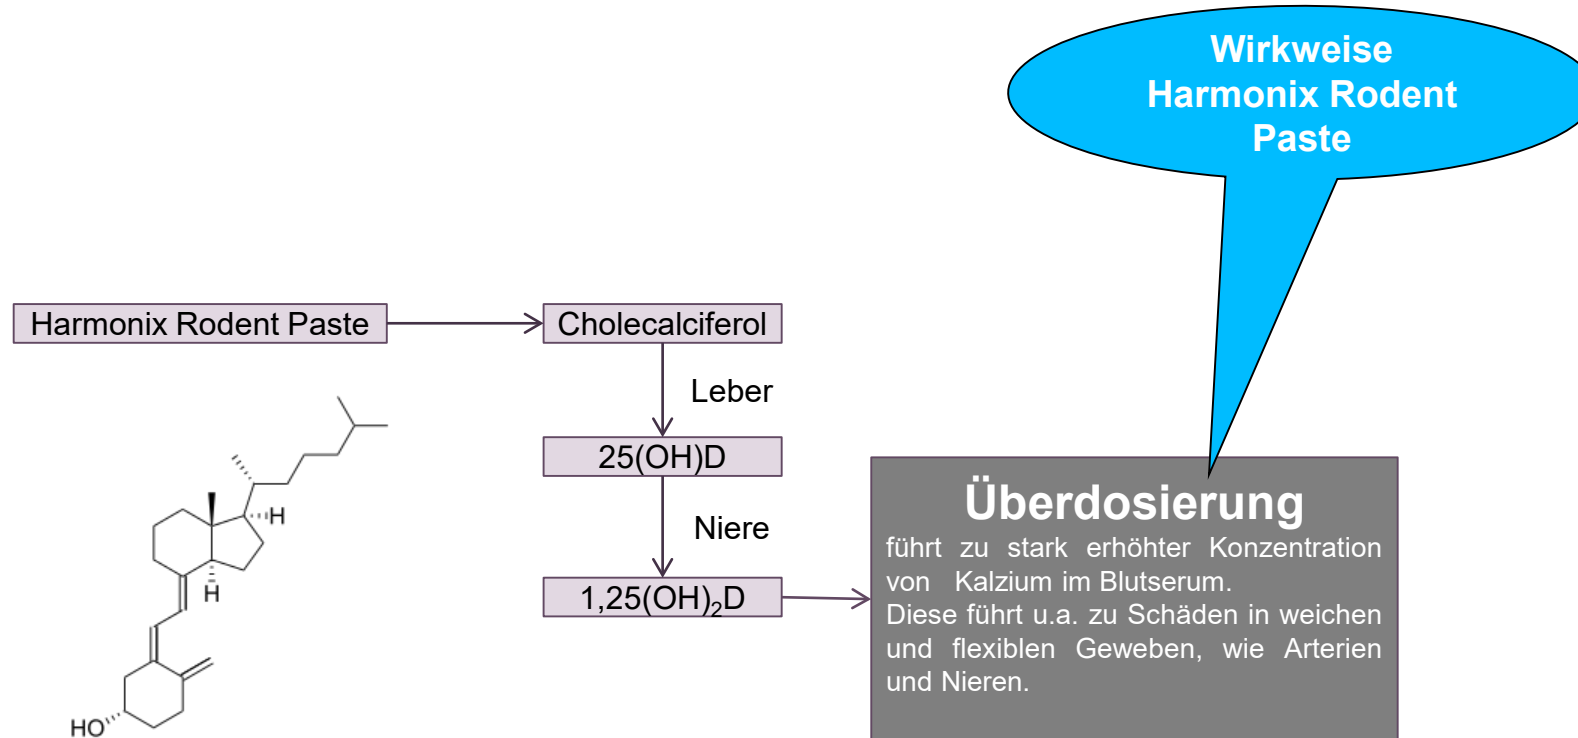 Wirkweise
Harmonix Rodent
Paste
Harmonix Rodent Paste
Cholecalciferol
Leber
25(OH)D
Niere
1,25(OH)₂D
H
H
HO
Überdosierung
führt zu stark erhöhter Konzentration
von Kalzium im Blutserum.
Diese führt u.a. zu Schäden in weichen
und flexiblen Geweben, wie Arterien
und Nieren.